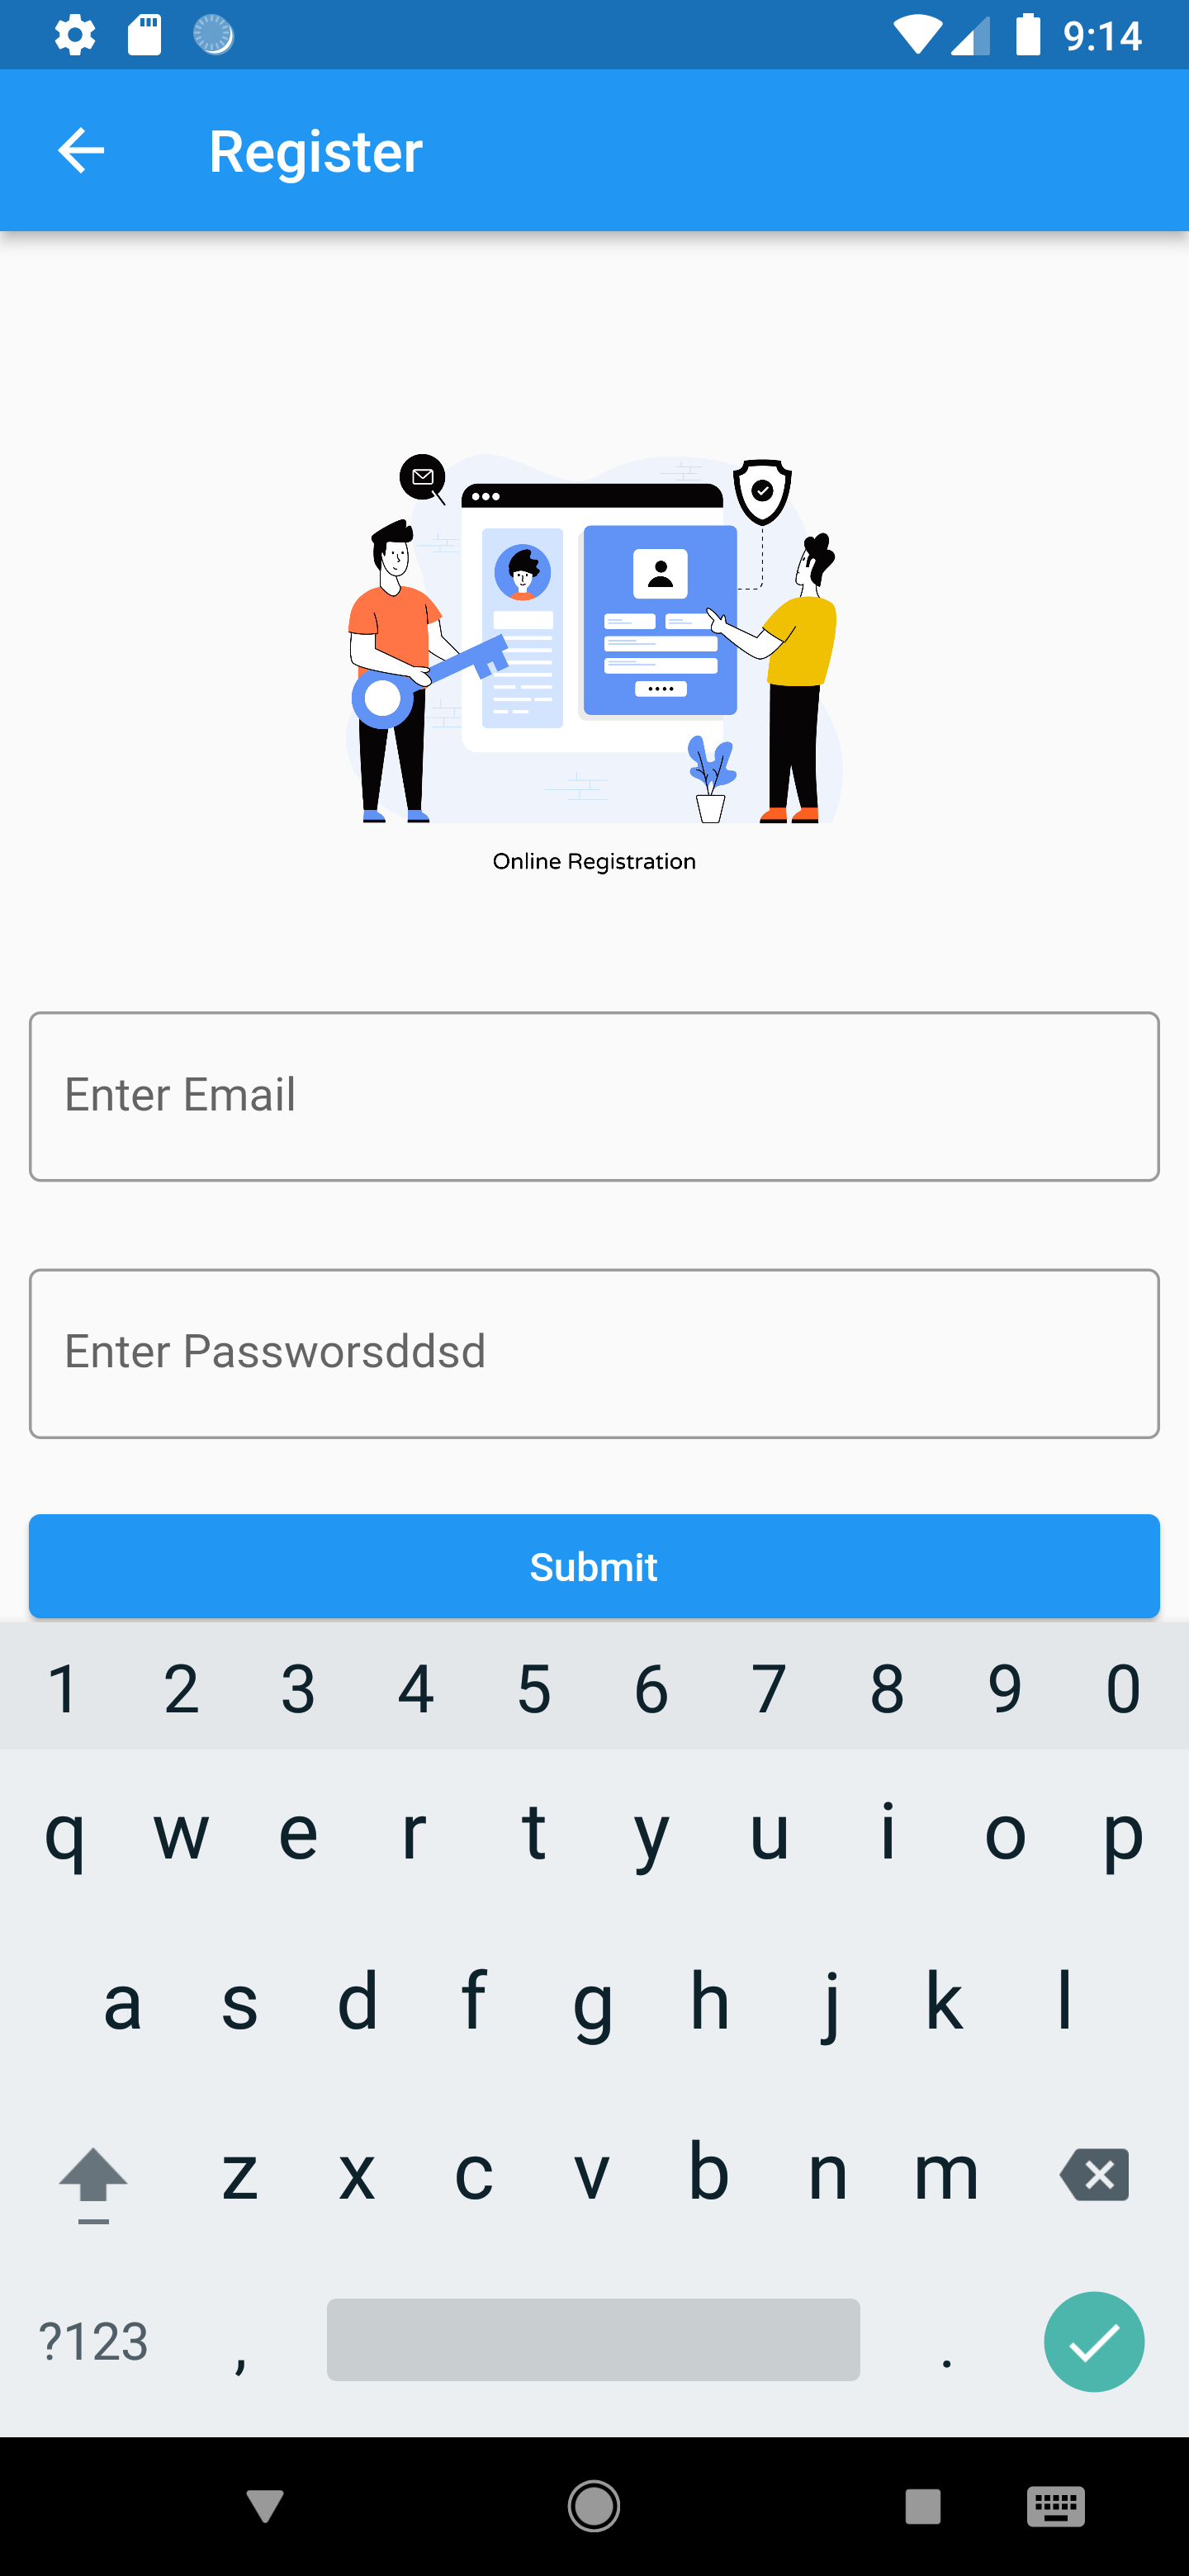 9:14
Register
Online Registration
Enter Email
Enter Passworsddsd
Submit
1 2 3 4 5 6 7 8 9 0
q w e r t y u i o p
a s d f g h j k l
z x c v b n m
?123 , .